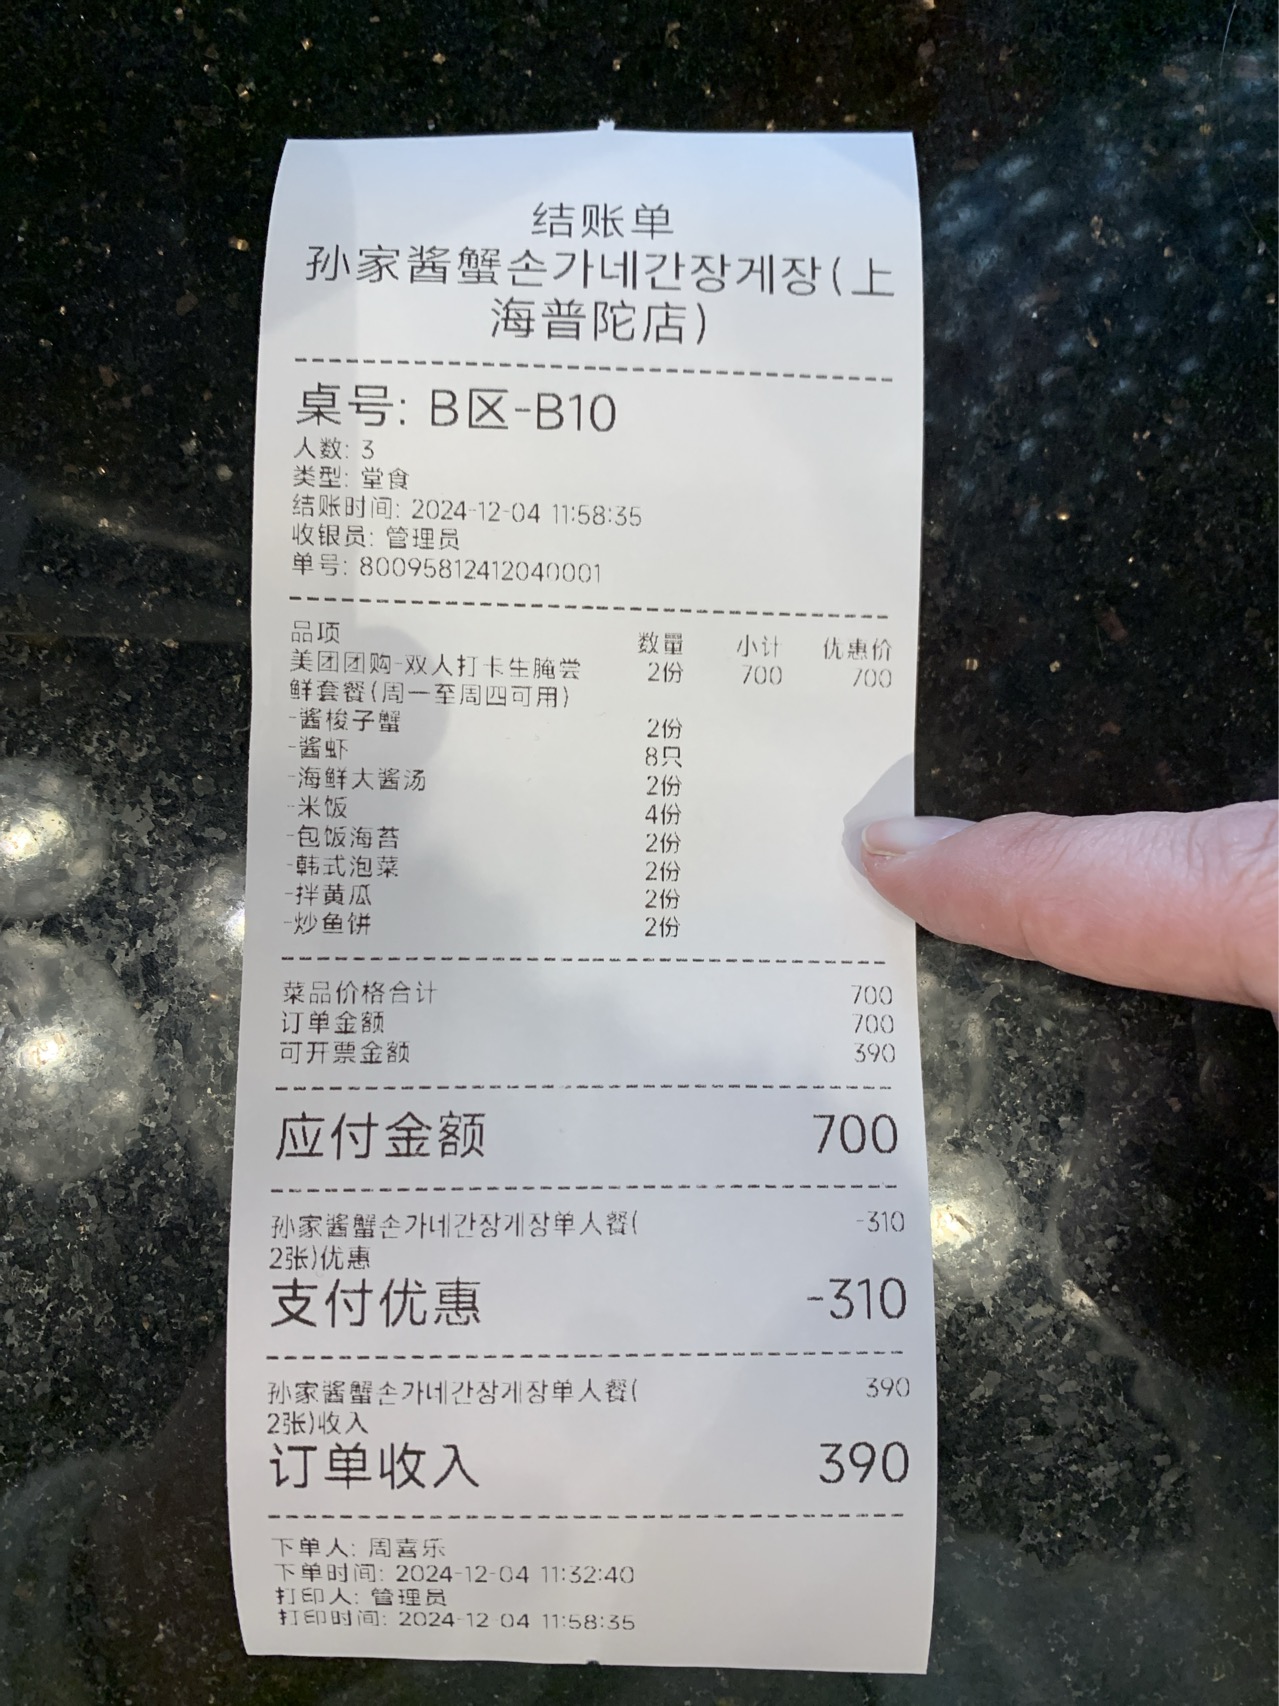 结账单
孙家酱蟹손가네간장게장(上
海普陀店)
桌号: B区-B10
人数: 3
类型: 堂食
结账时间: 2024-12-04 11:58:35
收银员: 管理员
单号: 80095812412040001
品项 数量 小计 优惠价
美团团购-双人打卡生腌尝 2份 700 700
鲜套餐(周一至周四可用)
-酱梭子蟹 2份
-酱虾 8只
-海鲜大酱汤 2份
-米饭 4份
-包饭海苔 2份
-韩式泡菜 2份
-拌黄瓜 2份
-炒鱼饼 2份
菜品价格合计 700
订单金额 700
可开票金额 390
应付金额 700
孙家酱蟹손가네간장게장单人餐( -310
2张)优惠
支付优惠 -310
孙家酱蟹손가네간장게장单人餐( 390
2张)收入
订单收入 390
下单人: 周喜乐
下单时间: 2024-12-04 11:32:40
打印人: 管理员
打印时间: 2024-12-04 11:58:35